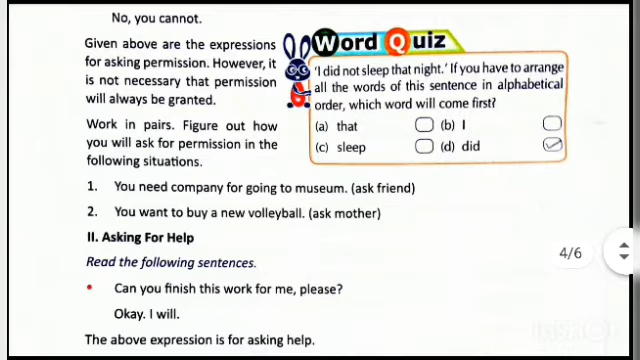 No, you cannot.
Given above are the expressions
for asking permission. However, it
is not necessary that permission
will always be granted.
Work in pairs. Figure out how
you will ask for permission in the
following situations.
Word Quiz
'I did not sleep that night.' If you have to arrange
all the words of this sentence in alphabetical
order, which word will come first?
(a) that (b) I
(c) sleep (d) did
1. You need company for going to museum. (ask friend)
2. You want to buy a new volleyball. (ask mother)
II. Asking For Help
Read the following sentences.
• Can you finish this work for me, please?
Okay. I will.
The above expression is for asking help.
4/6